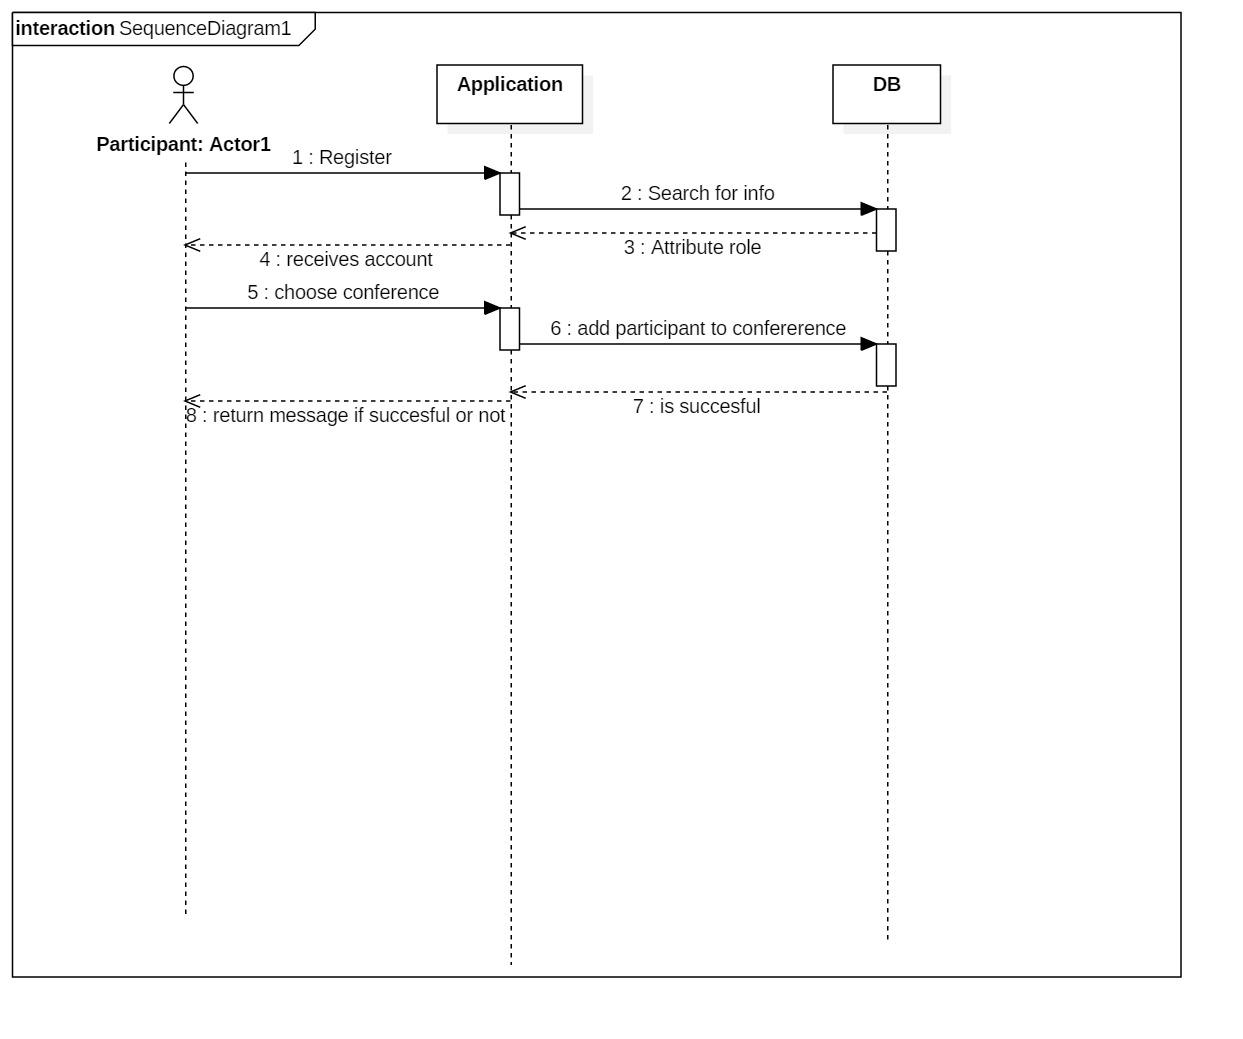 interaction SequenceDiagram1
Application
DB
Participant: Actor1
1 : Register
2 : Search for info
3 : Attribute role
4 : receives account
5 : choose conference
6 : add participant to confererence
7 : is succesful
8 : return message if succesful or not